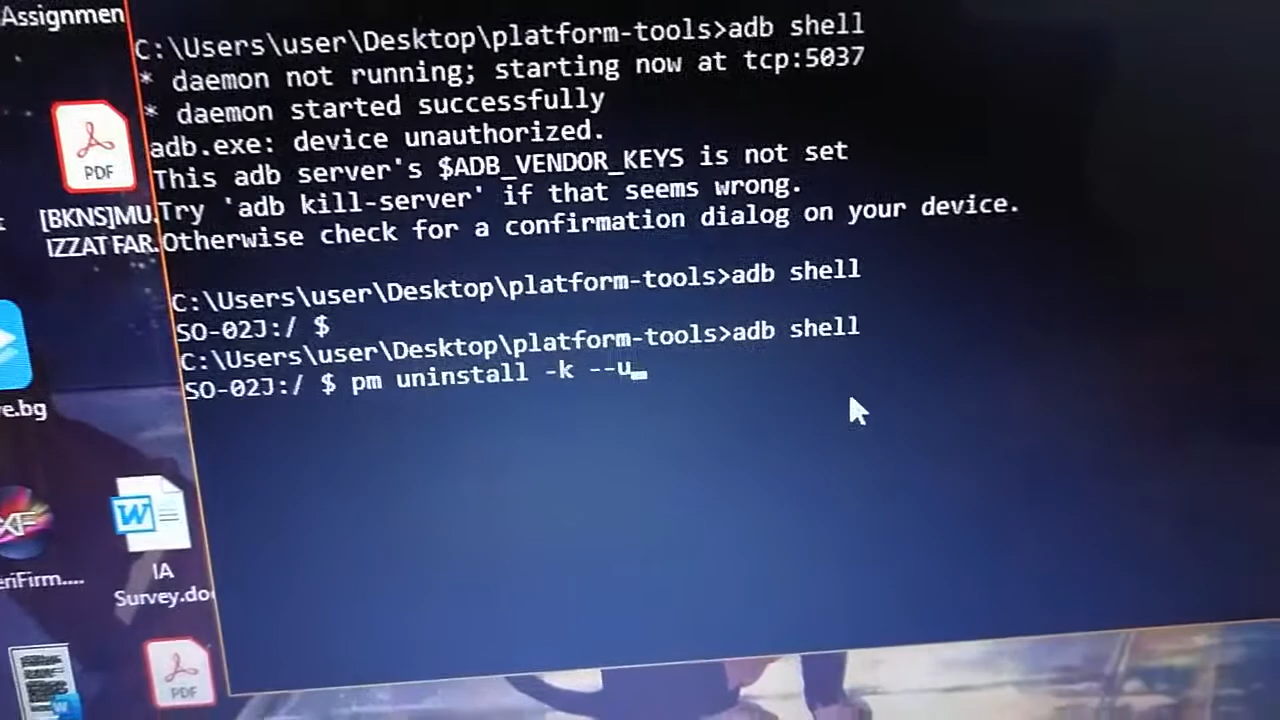 Assignmen
C:\Users\user\Desktop\platform-tools>adb shell
* daemon not running; starting now at tcp:5037
* daemon started successfully
adb.exe: device unauthorized.
This adb server's $ADB_VENDOR_KEYS is not set
Try 'adb kill-server' if that seems wrong.
Otherwise check for a confirmation dialog on your device.
C:\Users\user\Desktop\platform-tools>adb shell
SO-02J:/ $
C:\Users\user\Desktop\platform-tools>adb shell
SO-02J:/ $ pm uninstall -k --u
PDF
[BKNS]MU
IZZAT FAR.
e.bg
XF
eriFirm....
W
IA
Survey.do
PDF
W